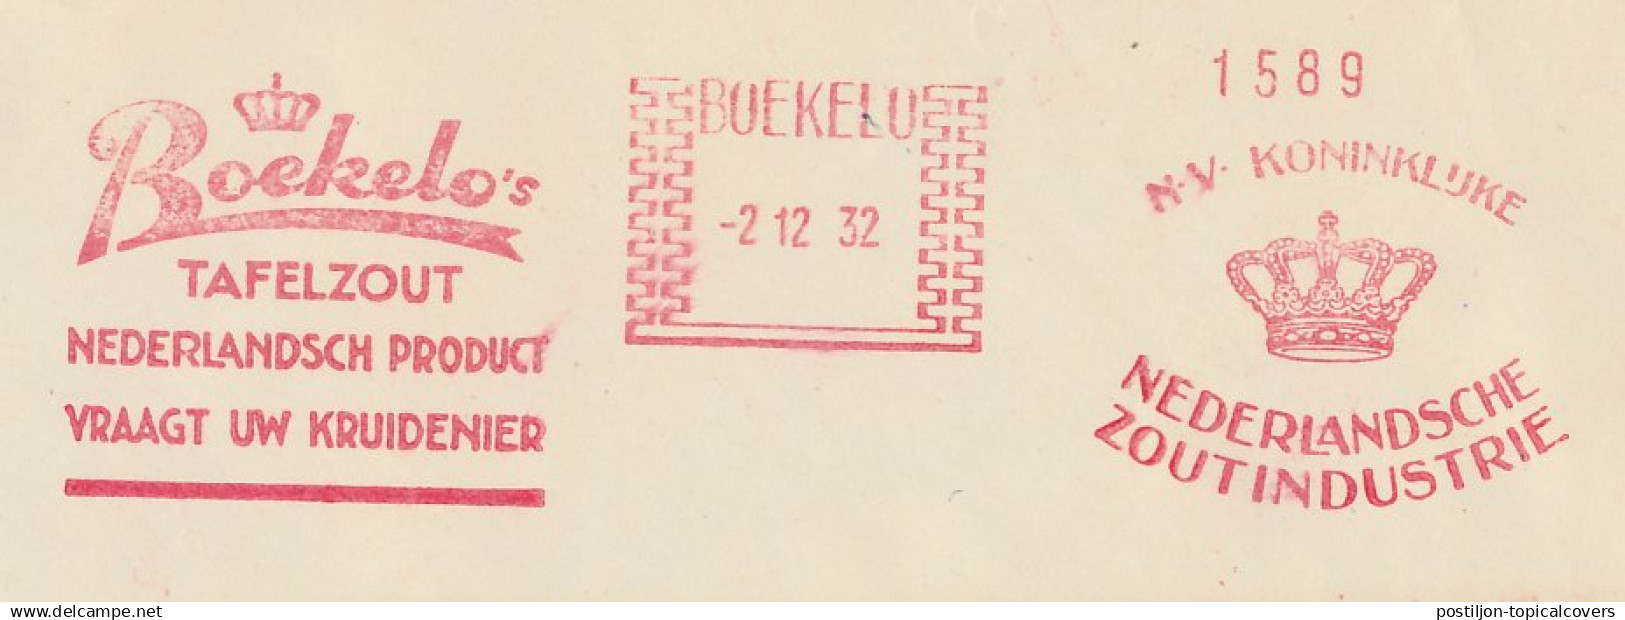 Boekelo's
TAFELZOUT
NEDERLANDSCH PRODUCT
VRAAGT UW KRUIDENIER
BOEKELO
-2 12 32
1589
N.V. KONINKLIJKE
NEDERLANDSCHE
ZOUTINDUSTRIE
www.delcampe.net
postiljon-topicalcovers